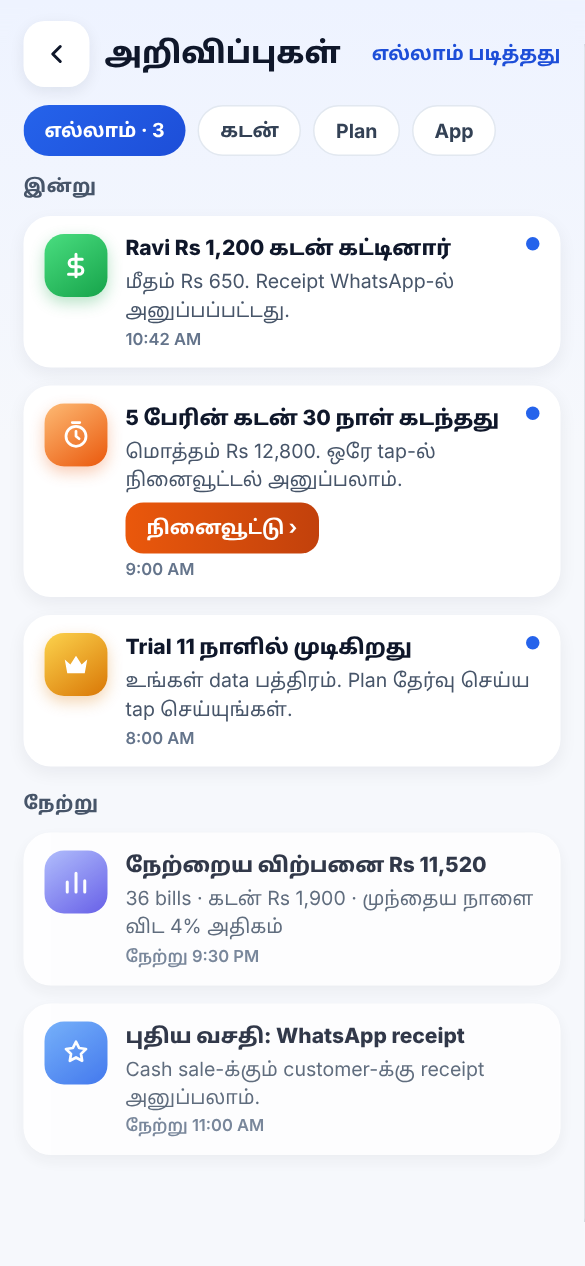 அறிவிப்புகள்
எல்லாம் படித்தது
எல்லாம் · 3
கடன்
Plan
App
இன்று
Ravi Rs 1,200 கடன் கட்டினார்
மீதம் Rs 650. Receipt WhatsApp-ல்
அனுப்பப்பட்டது.
10:42 AM
5 பேரின் கடன் 30 நாள் கடந்தது
மொத்தம் Rs 12,800. ஒரே tap-ல்
நினைவூட்டல் அனுப்பலாம்.
நினைவூட்டு ›
9:00 AM
Trial 11 நாளில் முடிகிறது
உங்கள் data பத்திரம். Plan தேர்வு செய்ய
tap செய்யுங்கள்.
8:00 AM
நேற்று
நேற்றைய விற்பனை Rs 11,520
36 bills · கடன் Rs 1,900 · முந்தைய நாளை
விட 4% அதிகம்
நேற்று 9:30 PM
புதிய வசதி: WhatsApp receipt
Cash sale-க்கும் customer-க்கு receipt
அனுப்பலாம்.
நேற்று 11:00 AM